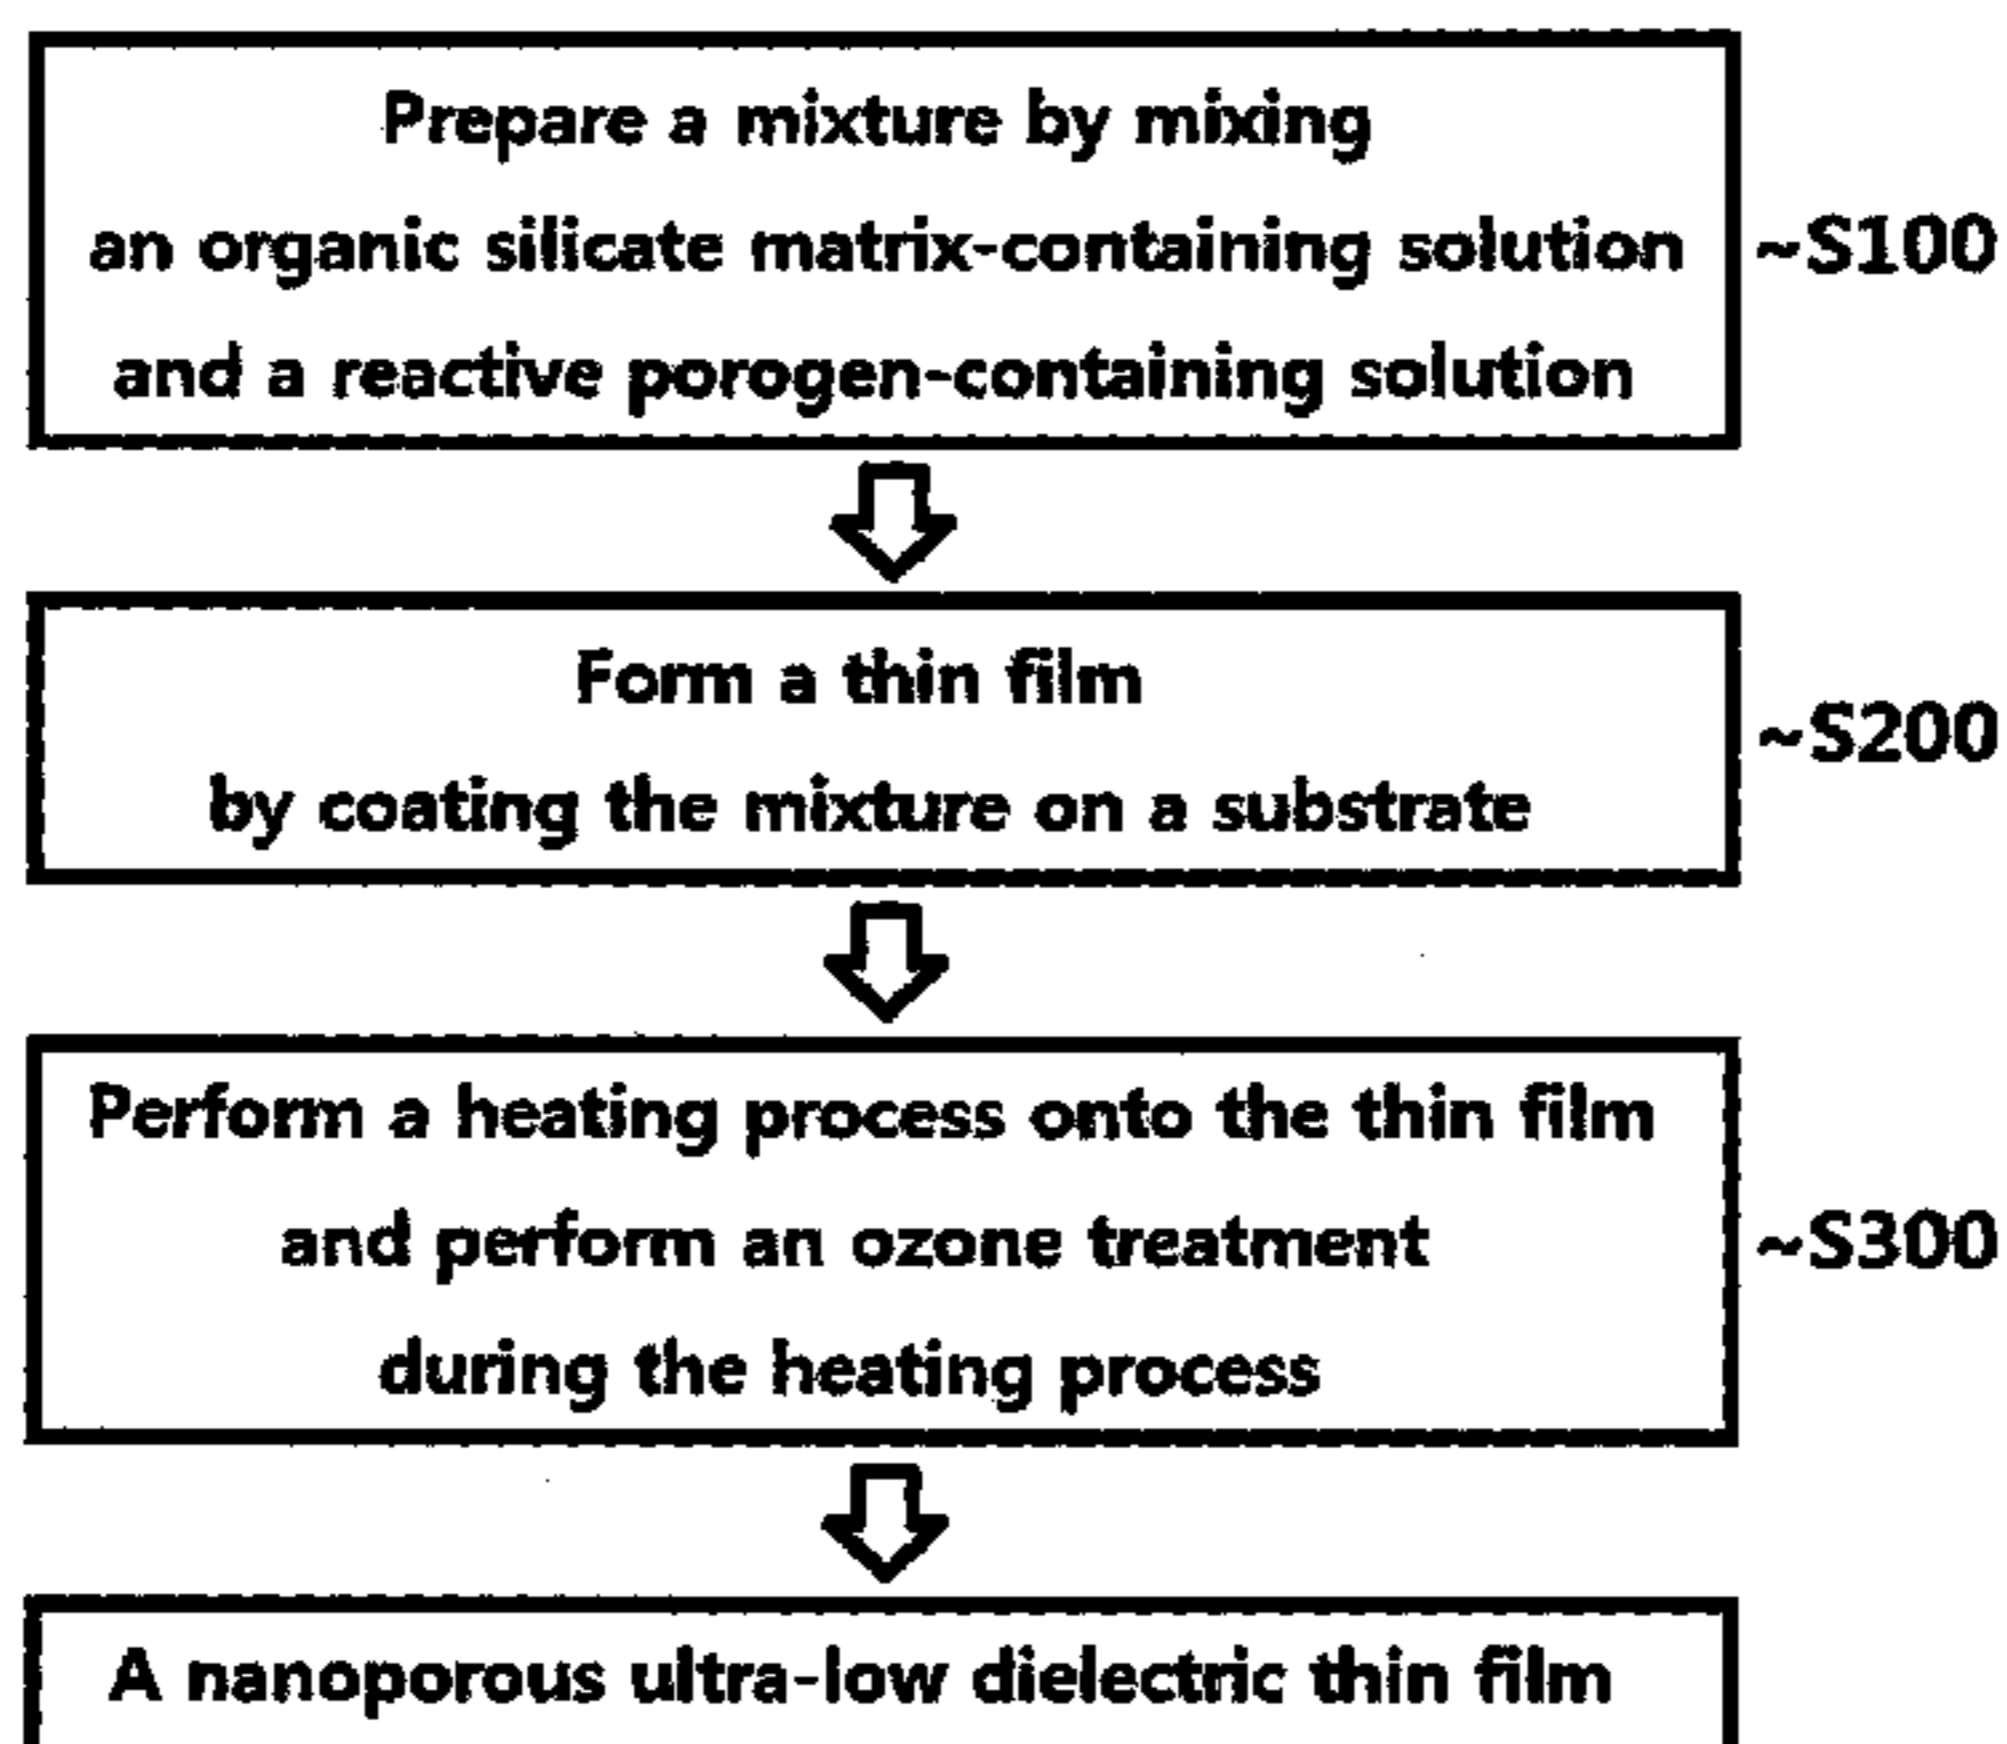 Prepare a mixture by mixing
an organic silicate matrix-containing solution
and a reactive porogen-containing solution
~S100
Form a thin film
by coating the mixture on a substrate
~S200
Perform a heating process onto the thin film
and perform an ozone treatment
during the heating process
~S300
A nanoporous ultra-low dielectric thin film